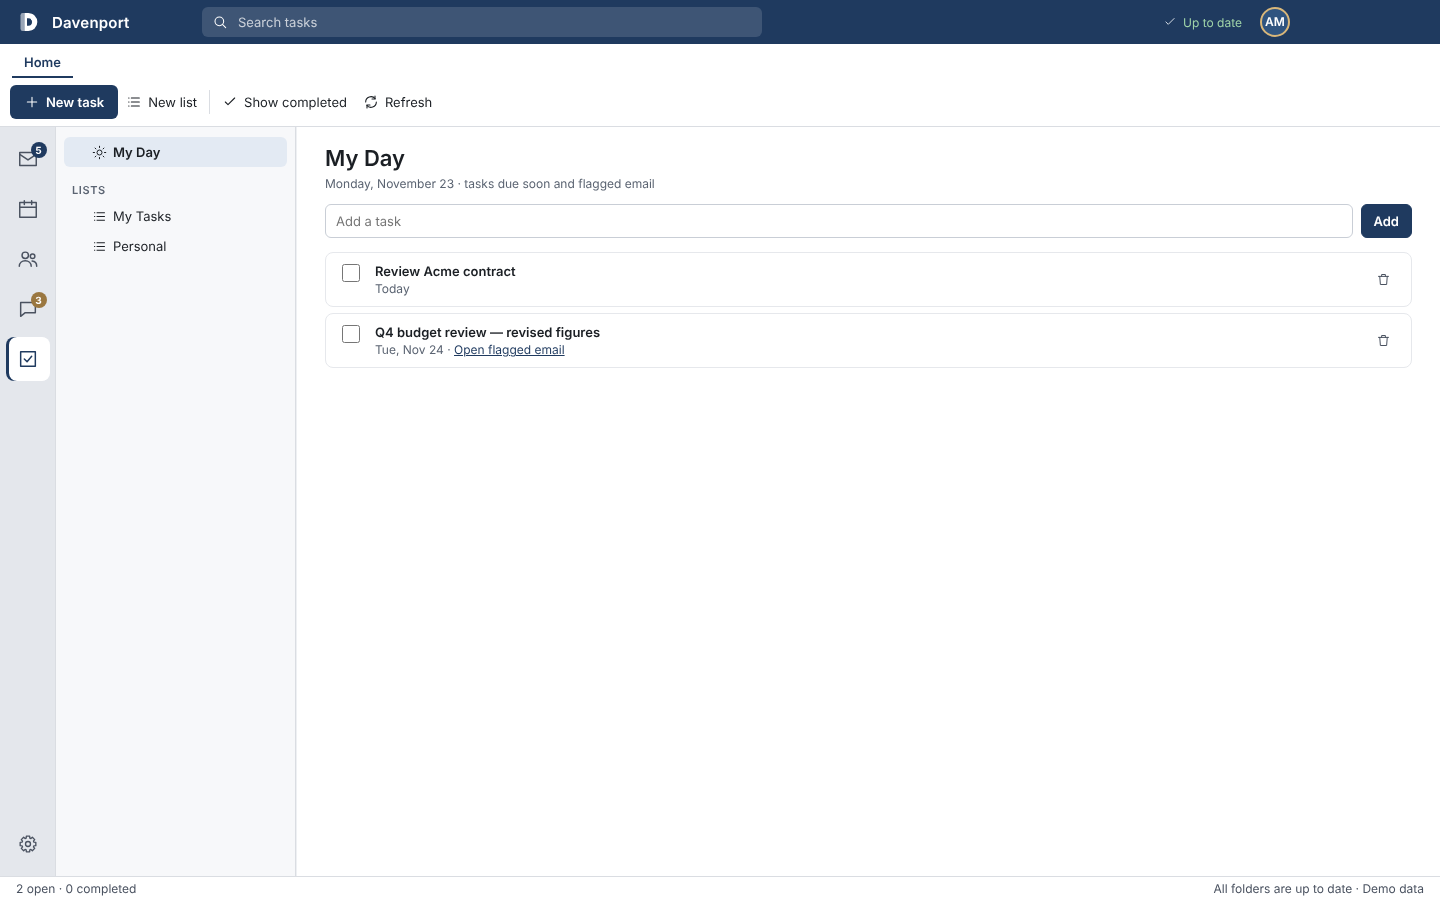 Davenport
Search tasks
Up to date
AM
Home
New task
New list
Show completed
Refresh
5
3
My Day
LISTS
My Tasks
Personal
My Day
Monday, November 23 · tasks due soon and flagged email
Add a task
Add
Review Acme contract
Today
Q4 budget review — revised figures
Tue, Nov 24 · Open flagged email
2 open · 0 completed
All folders are up to date · Demo data